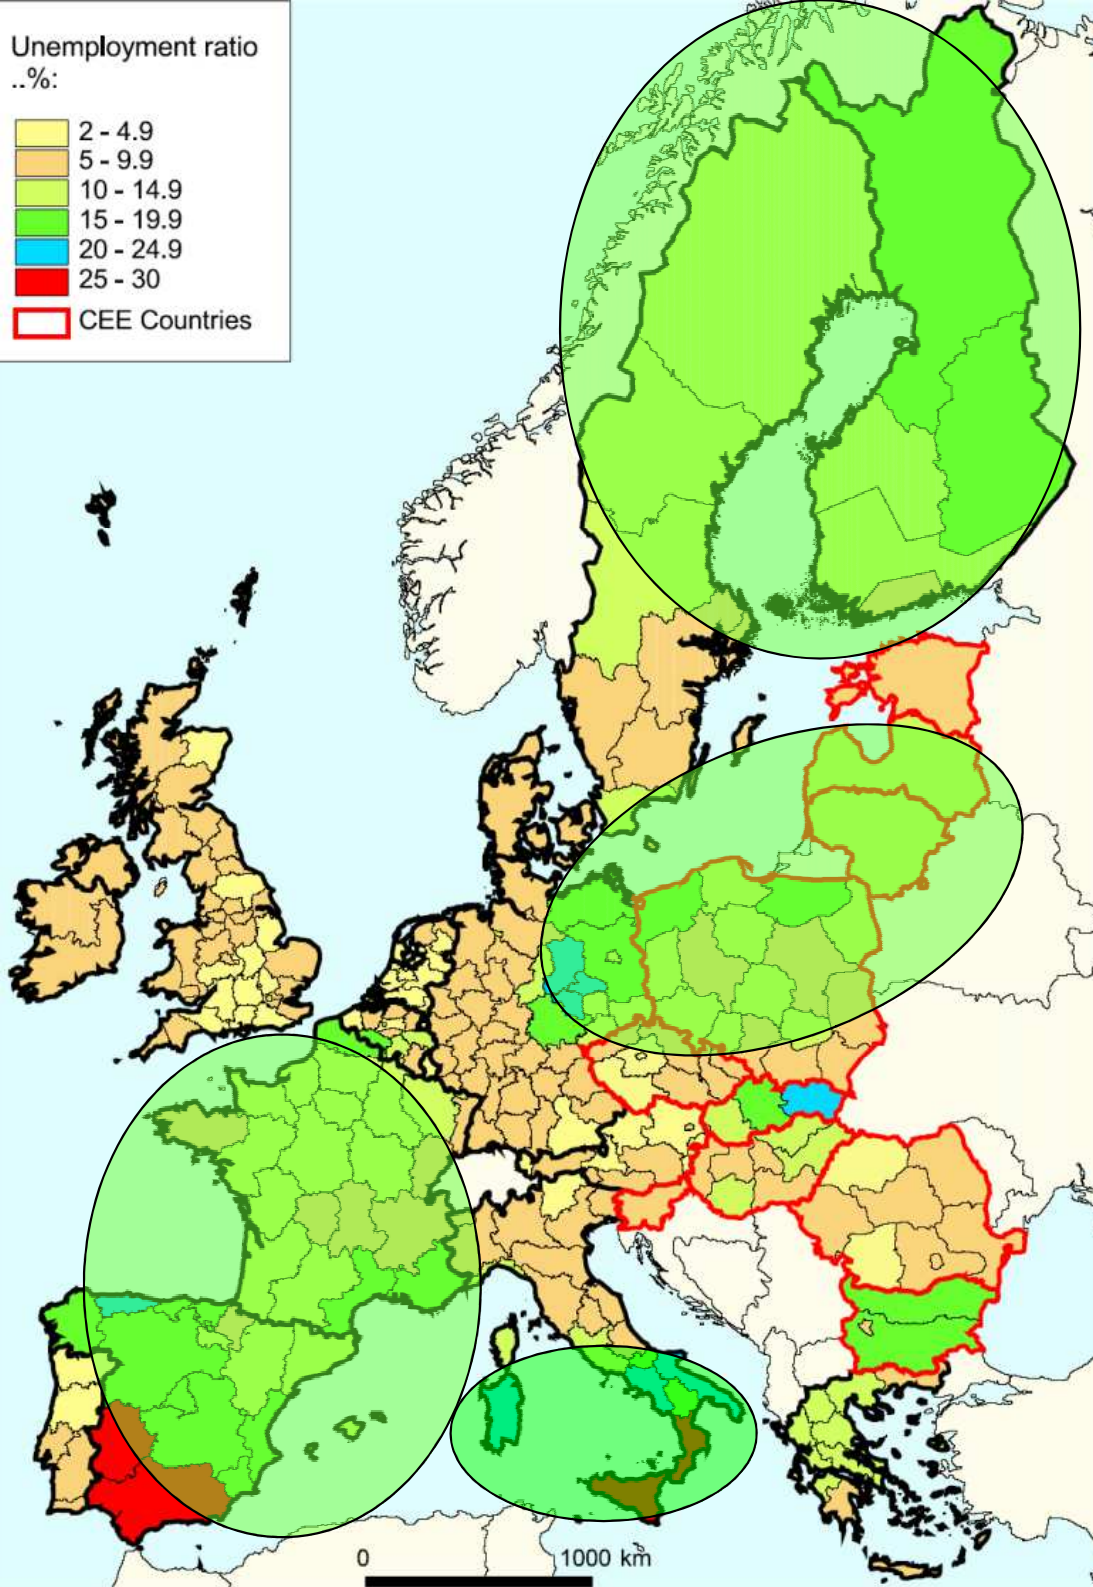 Unemployment ratio
..%:
2 - 4.9
5 - 9.9
10 - 14.9
15 - 19.9
20 - 24.9
25 - 30
CEE Countries
0 1000 km